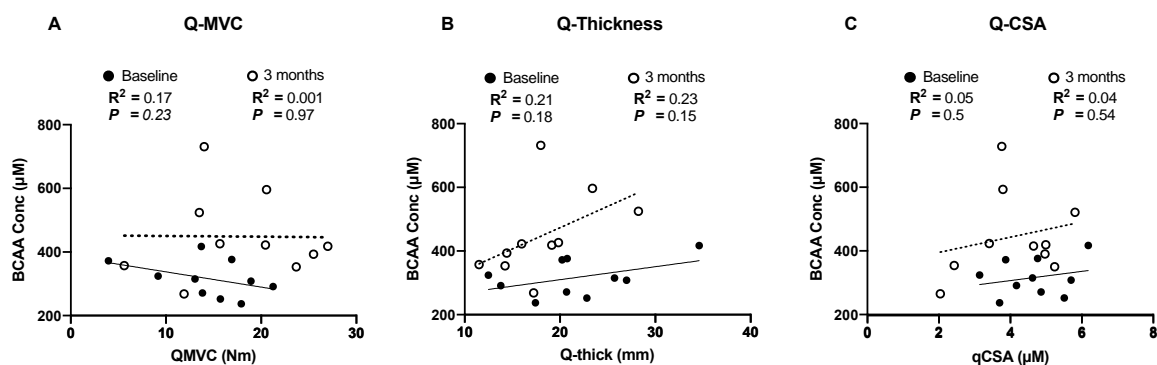 A Q-MVC
Baseline 3 months
R² = 0.17 R² = 0.001
P = 0.23 P = 0.97
800
600
400
200
0 10 20 30
BCAA Conc (µM)
QMVC (Nm)
B Q-Thickness
Baseline 3 months
R² = 0.21 R² = 0.23
P = 0.18 P = 0.15
800
600
400
200
10 20 30 40
BCAA Conc (µM)
Q-thick (mm)
C Q-CSA
Baseline 3 months
R² = 0.05 R² = 0.04
P = 0.5 P = 0.54
800
600
400
200
0 2 4 6 8
BCAA Conc (µM)
qCSA (µM)